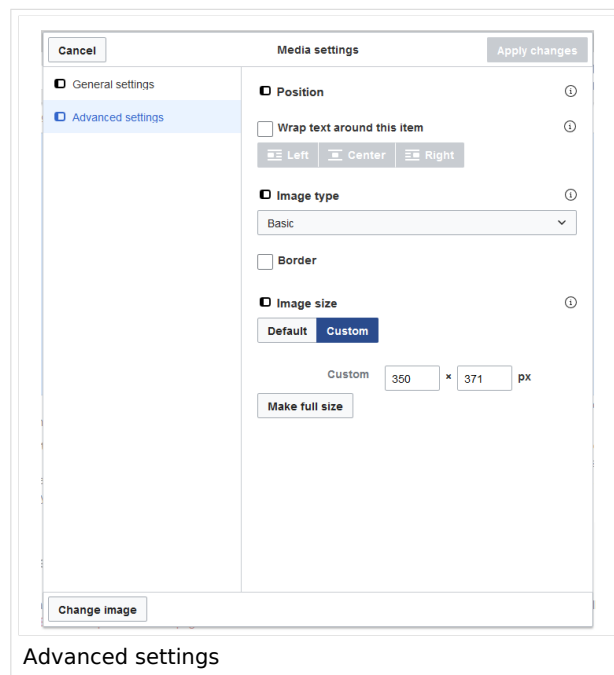 Cancel
Media settings
Apply changes
General settings
Advanced settings
Position
Wrap text around this item
Left Center Right
Image type
Basic
Border
Image size
Default Custom
Custom 350 × 371 px
Make full size
Change image
Advanced settings